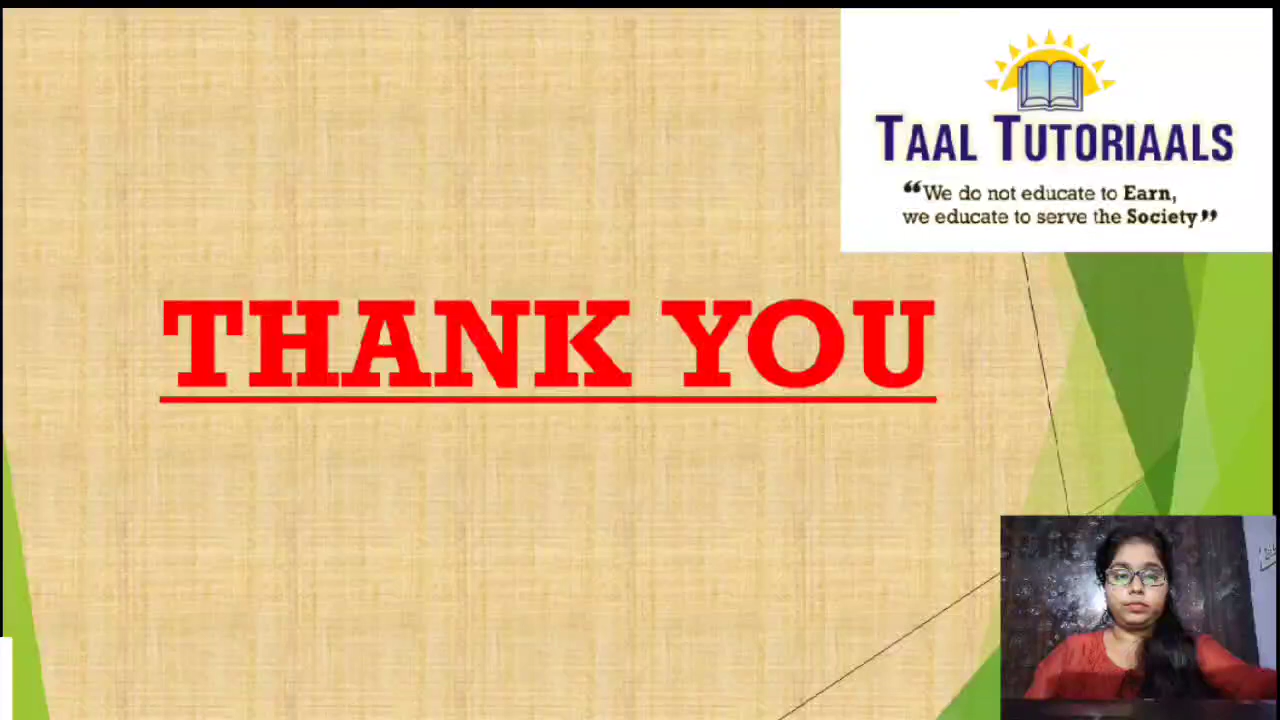 TAAL TUTORIAALS
“We do not educate to Earn,
we educate to serve the Society”
THANK YOU